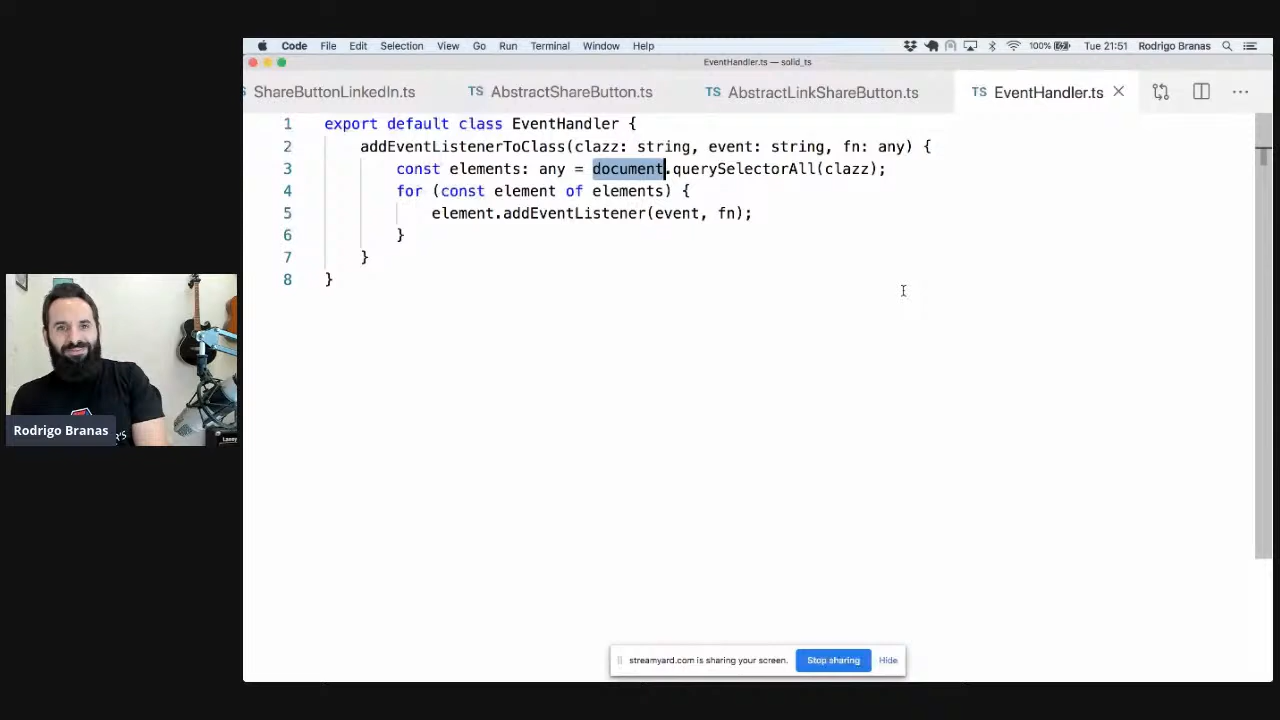 Code File Edit Selection View Go Run Terminal Window Help 100% Tue 21:51 Rodrigo Branas
EventHandler.ts — solid_ts
ShareButtonLinkedIn.ts TS AbstractShareButton.ts TS AbstractLinkShareButton.ts TS EventHandler.ts
1 export default class EventHandler {
2 addEventListenerToClass(clazz: string, event: string, fn: any) {
3 const elements: any = document.querySelectorAll(clazz);
4 for (const element of elements) {
5 element.addEventListener(event, fn);
6 }
7 }
8 }
Rodrigo Branas
streamyard.com is sharing your screen. Stop sharing Hide